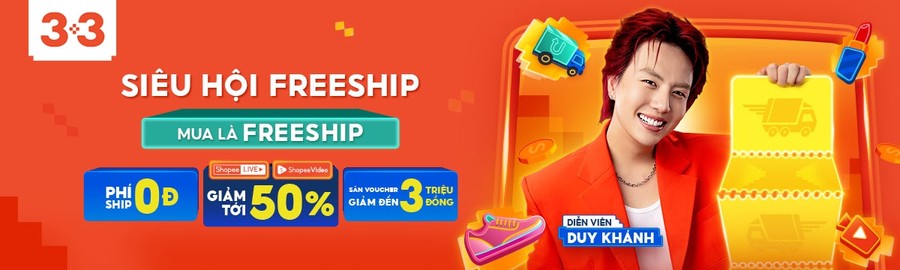 3·3
SIÊU HỘI FREESHIP
MUA LÀ FREESHIP
PHÍ SHIP 0Đ
Shopee LIVE
ShopeeVideo
GIẢM TỚI 50%
SĂN VOUCHER GIẢM ĐẾN 3 TRIỆU ĐỒNG
DIỄN VIÊN
DUY KHÁNH